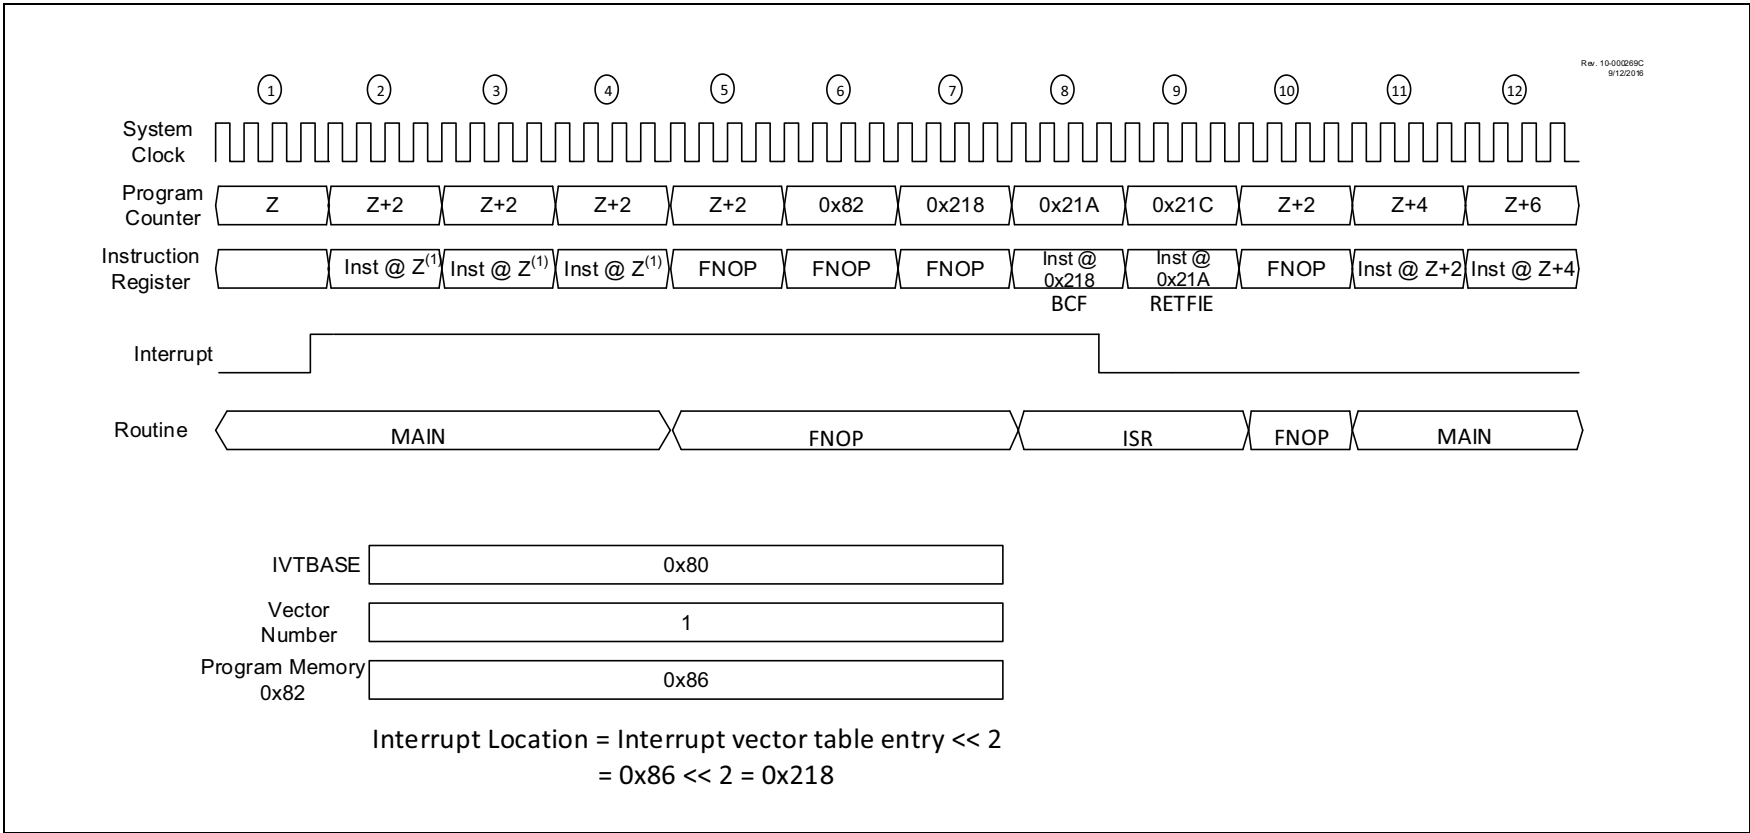 Rev. 10-000269C
9/12/2016
1 2 3 4 5 6 7 8 9 10 11 12
System
Clock
Program
Counter
Z Z+2 Z+2 Z+2 Z+2 0x82 0x218 0x21A 0x21C Z+2 Z+4 Z+6
Instruction
Register
Inst @ Z(1) Inst @ Z(1) Inst @ Z(1) FNOP FNOP FNOP Inst @ 0x218 Inst @ 0x21A FNOP Inst @ Z+2 Inst @ Z+4
BCF RETFIE
Interrupt
Routine MAIN FNOP ISR FNOP MAIN
IVTBASE 0x80
Vector
Number
1
Program Memory
0x82
0x86
Interrupt Location = Interrupt vector table entry << 2
= 0x86 << 2 = 0x218